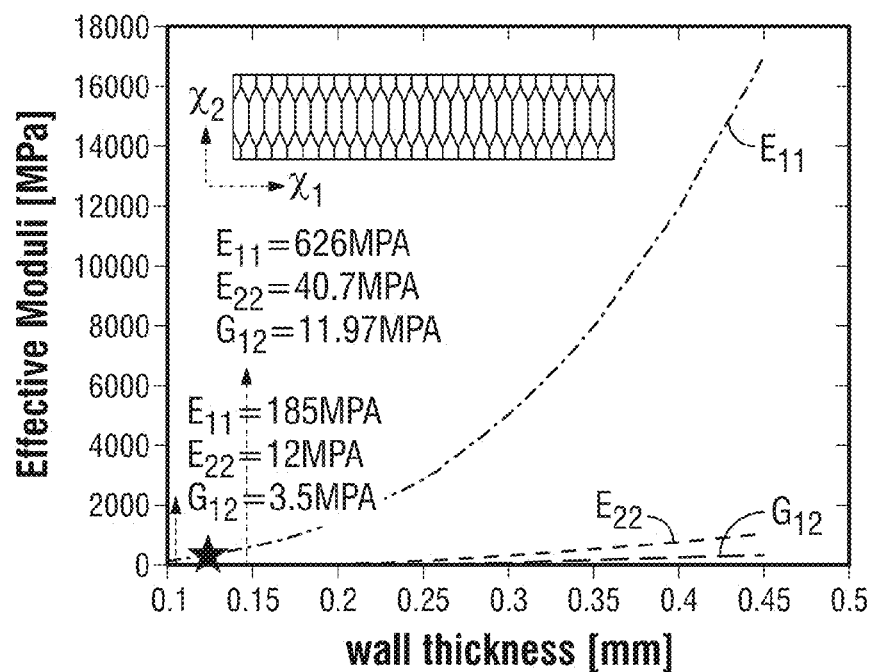 18000
16000
14000
12000
10000
8000
6000
4000
2000
0
Effective Moduli [MPa]
χ2
χ1
E11
E11=626MPA
E22=40.7MPA
G12=11.97MPA
E11=185MPA
E22=12MPA
G12=3.5MPA
E22
G12
0.1 0.15 0.2 0.25 0.3 0.35 0.4 0.45 0.5
wall thickness [mm]